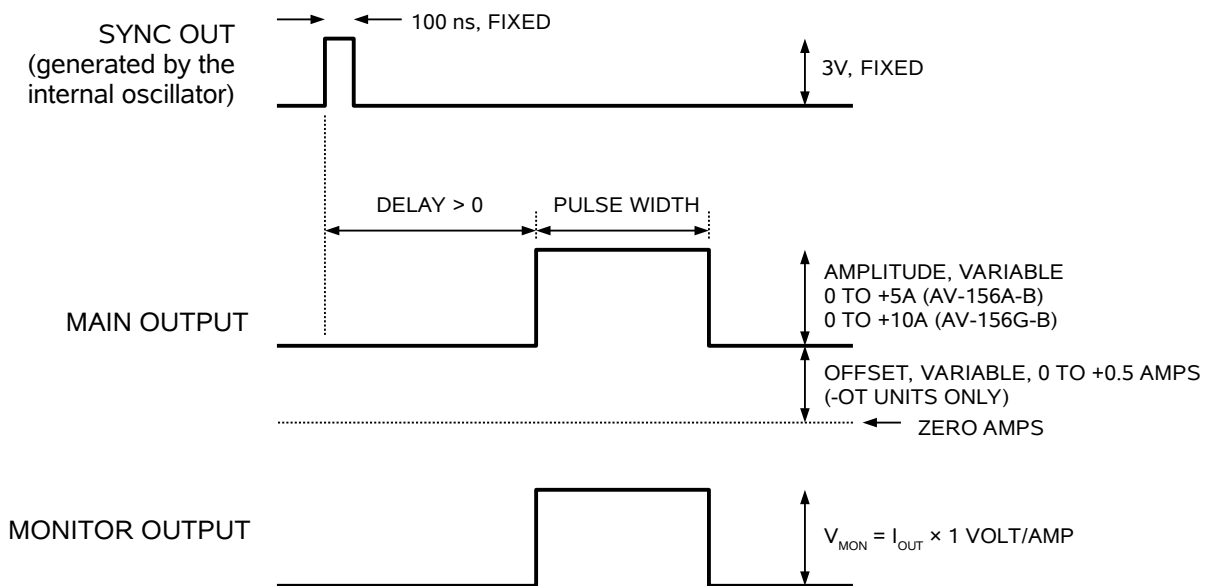 100 ns, FIXED
SYNC OUT
(generated by the
internal oscillator)
3V, FIXED
DELAY > 0
PULSE WIDTH
AMPLITUDE, VARIABLE
0 TO +5A (AV-156A-B)
0 TO +10A (AV-156G-B)
MAIN OUTPUT
OFFSET, VARIABLE, 0 TO +0.5 AMPS
(-OT UNITS ONLY)
ZERO AMPS
MONITOR OUTPUT
VMON = IOUT × 1 VOLT/AMP